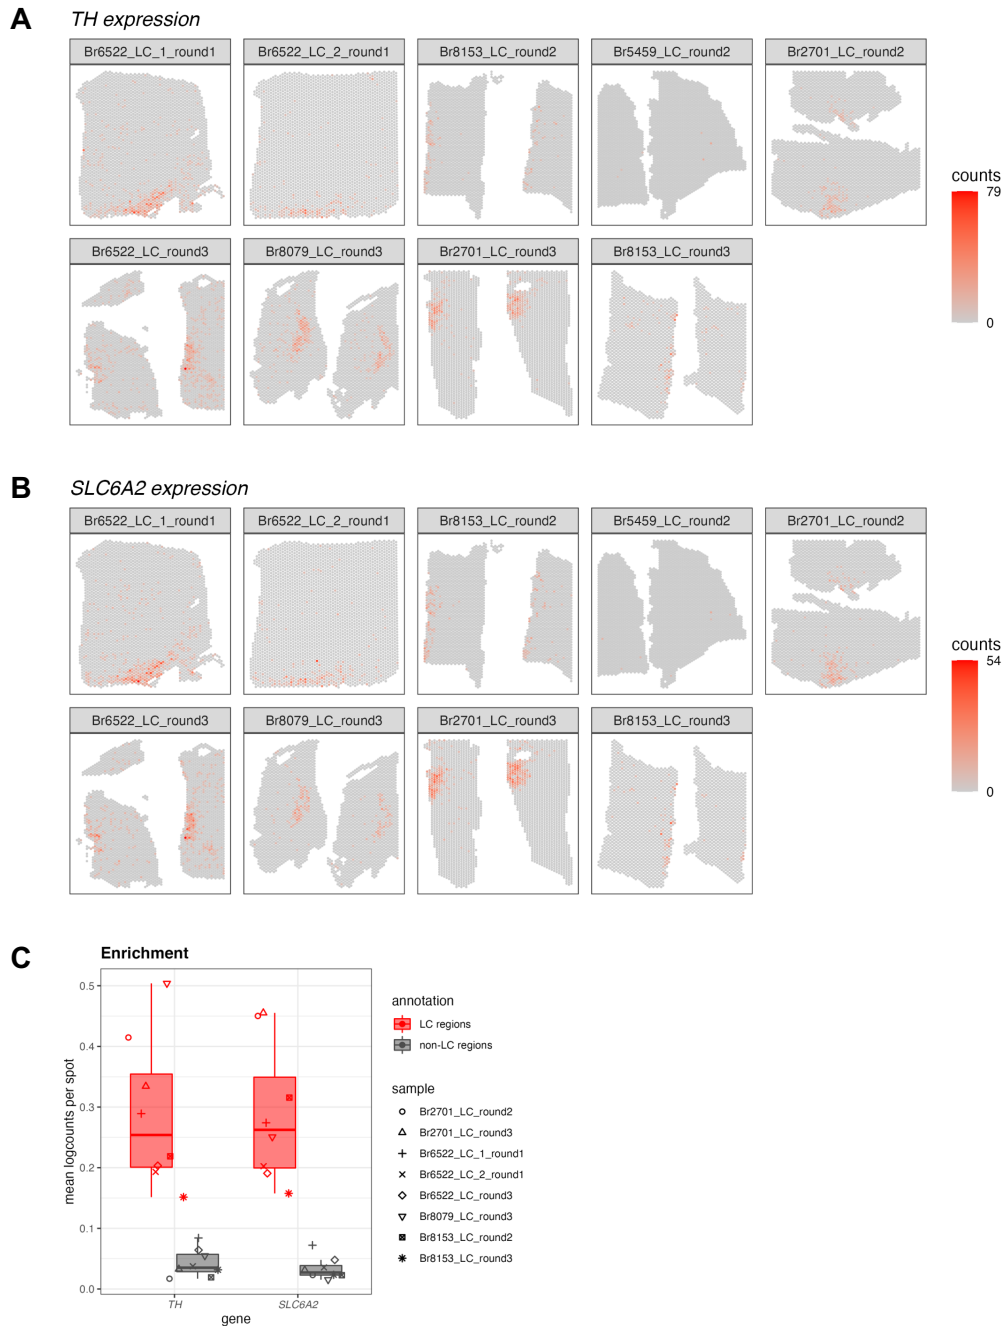 A
TH expression
Br6522_LC_1_round1 Br6522_LC_2_round1 Br8153_LC_round2 Br5459_LC_round2 Br2701_LC_round2
counts
79
0
Br6522_LC_round3 Br8079_LC_round3 Br2701_LC_round3 Br8153_LC_round3
B
SLC6A2 expression
Br6522_LC_1_round1 Br6522_LC_2_round1 Br8153_LC_round2 Br5459_LC_round2 Br2701_LC_round2
counts
54
0
Br6522_LC_round3 Br8079_LC_round3 Br2701_LC_round3 Br8153_LC_round3
C
Enrichment
mean logcounts per spot
0.5
0.4
0.3
0.2
0.1
0.0
TH SLC6A2
gene
annotation
LC regions
non-LC regions
sample
Br2701_LC_round2
Br2701_LC_round3
Br6522_LC_1_round1
Br6522_LC_2_round1
Br6522_LC_round3
Br8079_LC_round3
Br8153_LC_round2
Br8153_LC_round3